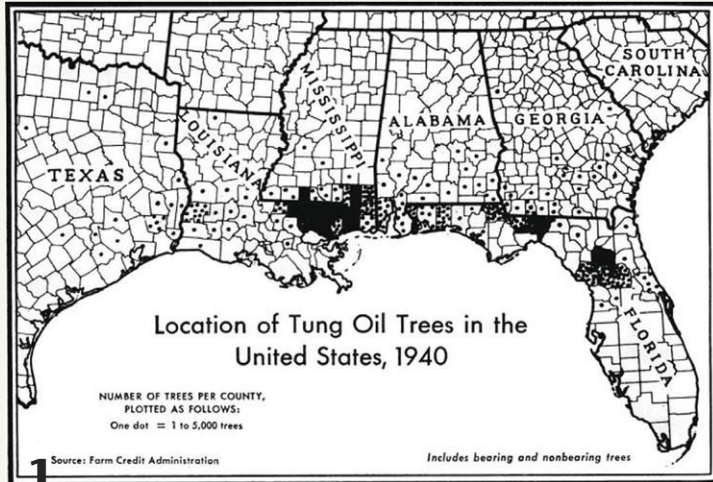 SOUTH
CAROLINA
MISSISSIPPI
ALABAMA
GEORGIA
LOUISIANA
TEXAS
FLORIDA
Location of Tung Oil Trees in the
United States, 1940
NUMBER OF TREES PER COUNTY,
PLOTTED AS FOLLOWS:
One dot = 1 to 5,000 trees
1
Source: Farm Credit Administration
Includes bearing and nonbearing trees